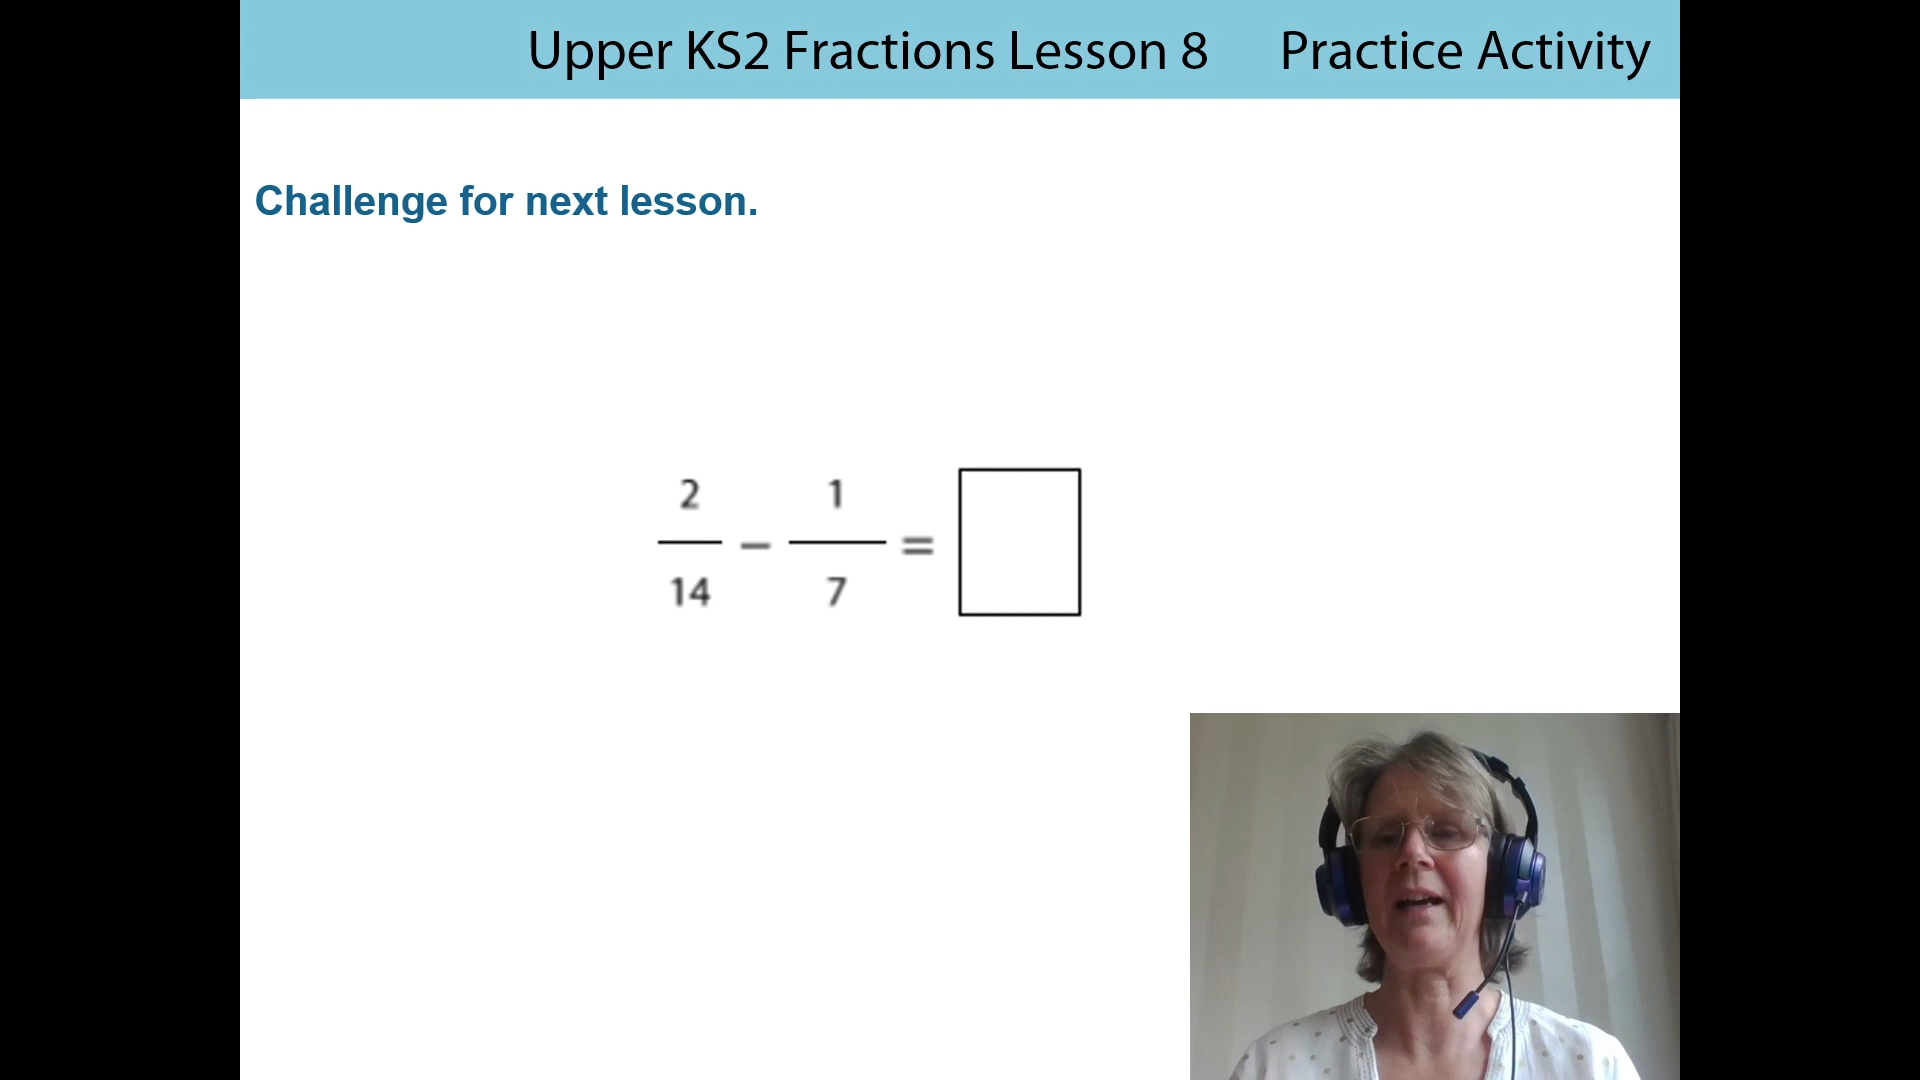 Upper KS2 Fractions Lesson 8 Practice Activity
Challenge for next lesson.
2 1
– =
14 7